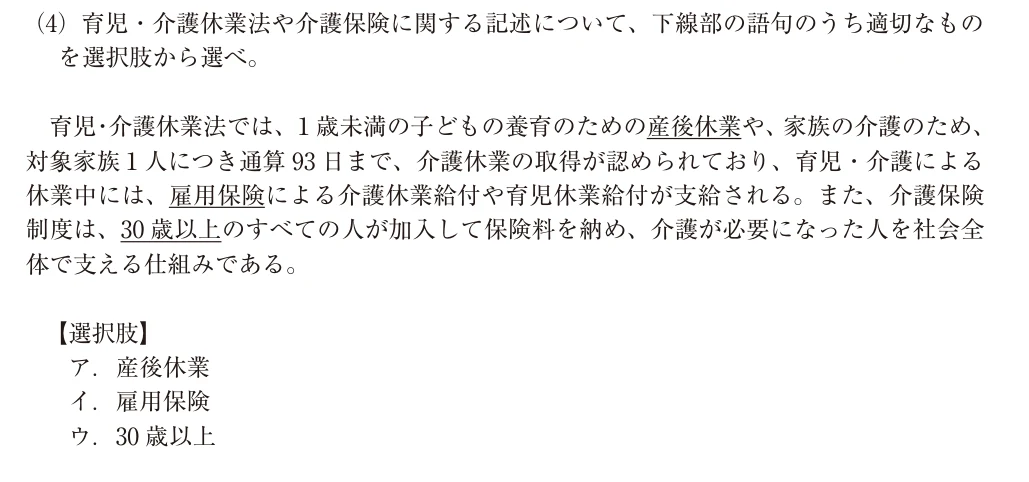 （4）育児・介護休業法や介護保険に関する記述について、下線部の語句のうち適切なもの
を選択肢から選べ。
育児・介護休業法では、1歳未満の子どもの養育のための産後休業や、家族の介護のため、
対象家族1人につき通算93日まで、介護休業の取得が認められており、育児・介護による
休業中には、雇用保険による介護休業給付や育児休業給付が支給される。また、介護保険
制度は、30歳以上のすべての人が加入して保険料を納め、介護が必要になった人を社会全
体で支える仕組みである。
【選択肢】
ア．産後休業
イ．雇用保険
ウ．30歳以上